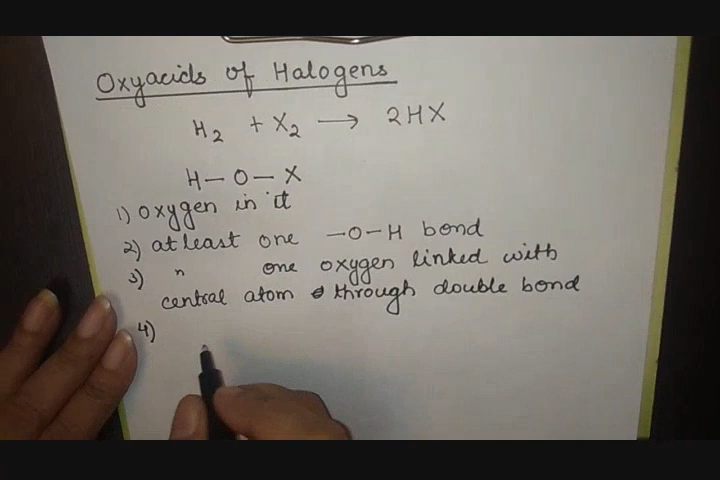 Oxyacids of Halogens
H2 + X2 → 2HX
H — O — X
1) oxygen in it
2) at least one —O—H bond
3) " one oxygen linked with
central atom through double bond
4)